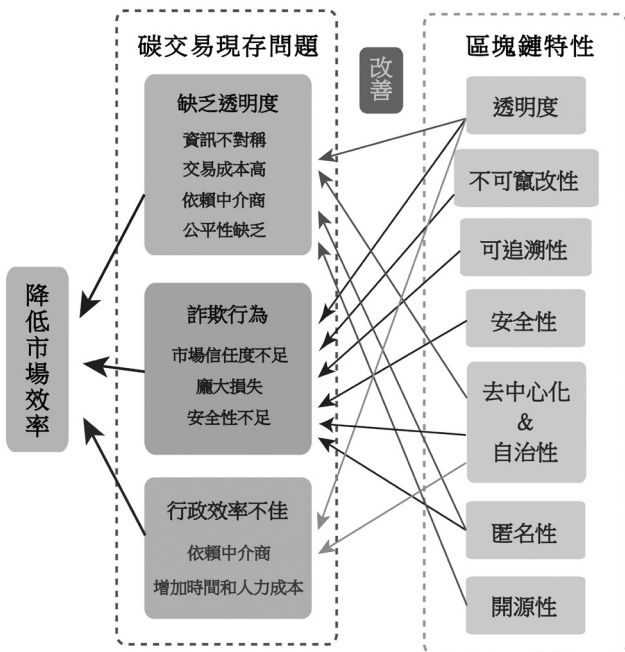 碳交易現存問題
缺乏透明度
資訊不對稱
交易成本高
依賴中介商
公平性缺乏
詐欺行為
市場信任度不足
龐大損失
安全性不足
行政效率不佳
依賴中介商
增加時間和人力成本
降低市場效率
改善
區塊鏈特性
透明度
不可竄改性
可追溯性
安全性
去中心化
&
自治性
匿名性
開源性